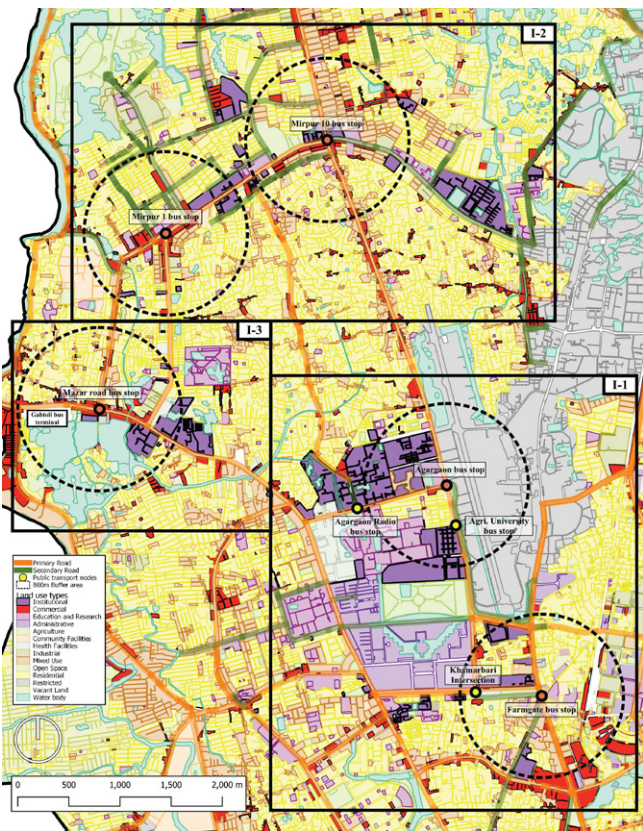 I-2
Mirpur 10 bus stop
Mirpur 1 bus stop
I-3
Mazar road bus stop
Gabtoli bus
terminal
I-1
Agargaon bus stop
Agargaon Radio
bus stop
Agri. University
bus stop
Khamarbari
Intersection
Farmgate bus stop
Primary Road
Secondary Road
Public transport nodes
800m Buffer area
Land use types
Institutional
Commercial
Education and Research
Administrative
Agriculture
Community Facilities
Health Facilities
Industrial
Mixed Use
Open Space
Residential
Restricted
Vacant Land
Water body
0 500 1,000 1,500 2,000 m